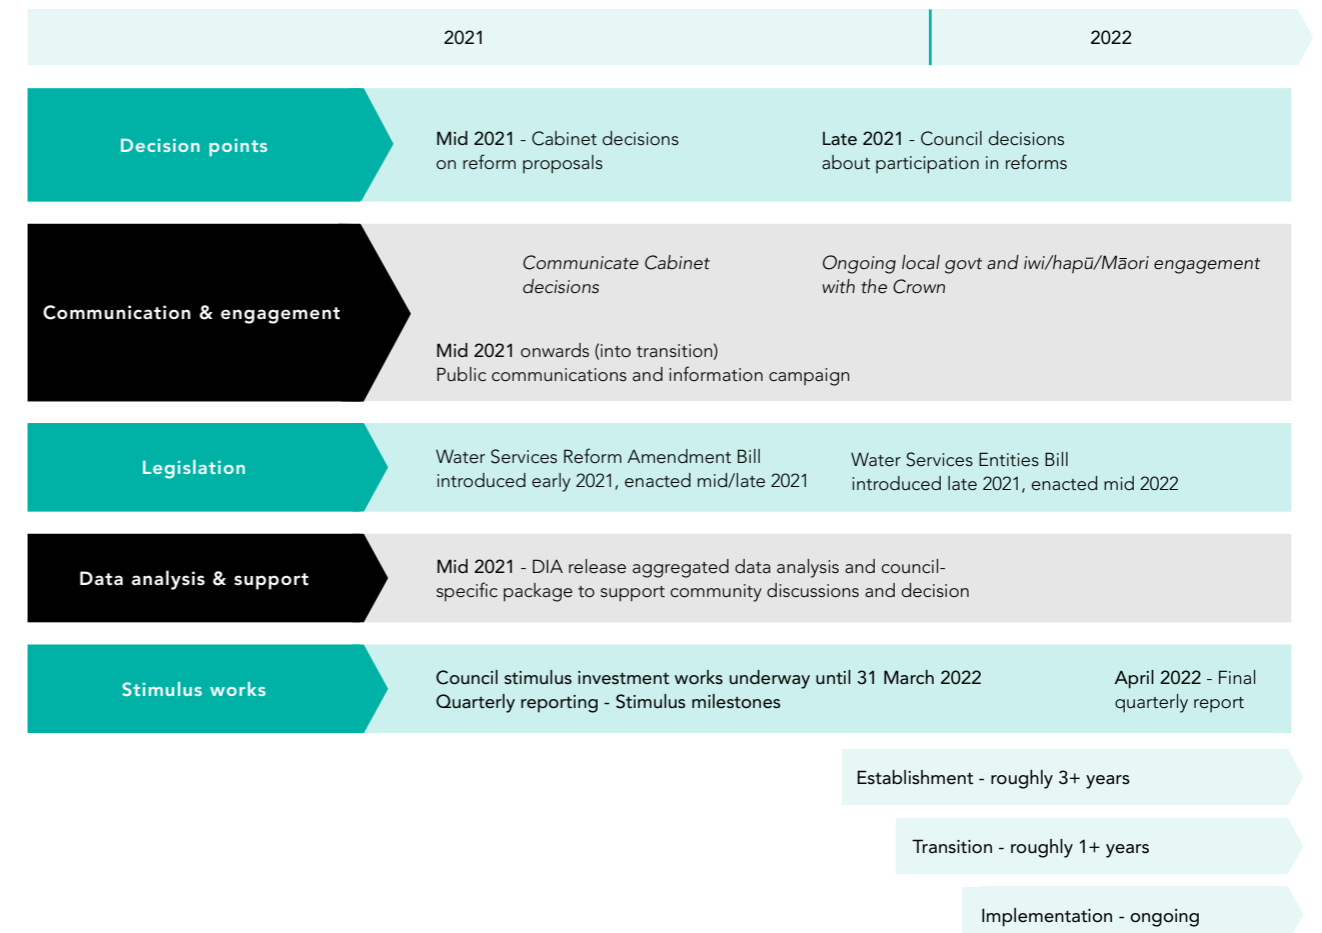 2021
2022
Decision points
Mid 2021 - Cabinet decisions
on reform proposals
Late 2021 - Council decisions
about participation in reforms
Communication & engagement
Communicate Cabinet
decisions
Ongoing local govt and iwi/hapū/Māori engagement
with the Crown
Mid 2021 onwards (into transition)
Public communications and information campaign
Legislation
Water Services Reform Amendment Bill
introduced early 2021, enacted mid/late 2021
Water Services Entities Bill
introduced late 2021, enacted mid 2022
Data analysis & support
Mid 2021 - DIA release aggregated data analysis and council-
specific package to support community discussions and decision
Stimulus works
Council stimulus investment works underway until 31 March 2022
Quarterly reporting - Stimulus milestones
April 2022 - Final
quarterly report
Establishment - roughly 3+ years
Transition - roughly 1+ years
Implementation - ongoing